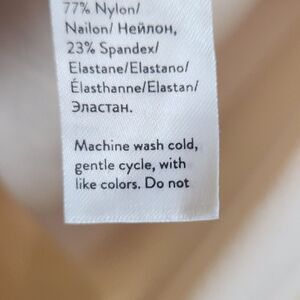 77% Nylon/
Nailon/ Нейлон,
23% Spandex/
Elastane/Elastano/
Élasthanne/Elastan/
Эластан.
Machine wash cold,
gentle cycle, with
like colors. Do not